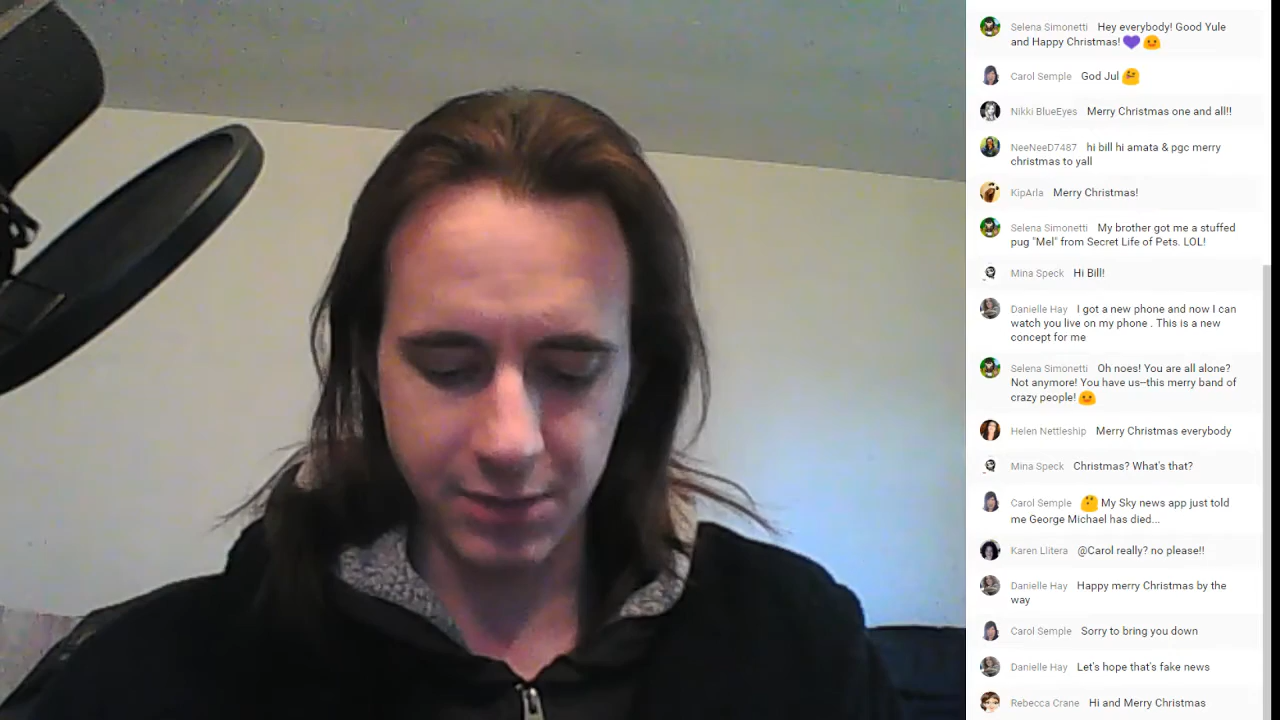 Selena Simonetti Hey everybody! Good Yule
and Happy Christmas! 💜 😐
Carol Semple God Jul
Nikki BlueEyes Merry Christmas one and all!!
NeeNeeD7487 hi bill hi amata & pgc merry
christmas to yall
KipArla Merry Christmas!
Selena Simonetti My brother got me a stuffed
pug "Mel" from Secret Life of Pets. LOL!
Mina Speck Hi Bill!
Danielle Hay I got a new phone and now I can
watch you live on my phone . This is a new
concept for me
Selena Simonetti Oh noes! You are all alone?
Not anymore! You have us--this merry band of
crazy people!
Helen Nettleship Merry Christmas everybody
Mina Speck Christmas? What's that?
Carol Semple 🤔 My Sky news app just told
me George Michael has died...
Karen Llitera @Carol really? no please!!
Danielle Hay Happy merry Christmas by the
way
Carol Semple Sorry to bring you down
Danielle Hay Let's hope that's fake news
Rebecca Crane Hi and Merry Christmas